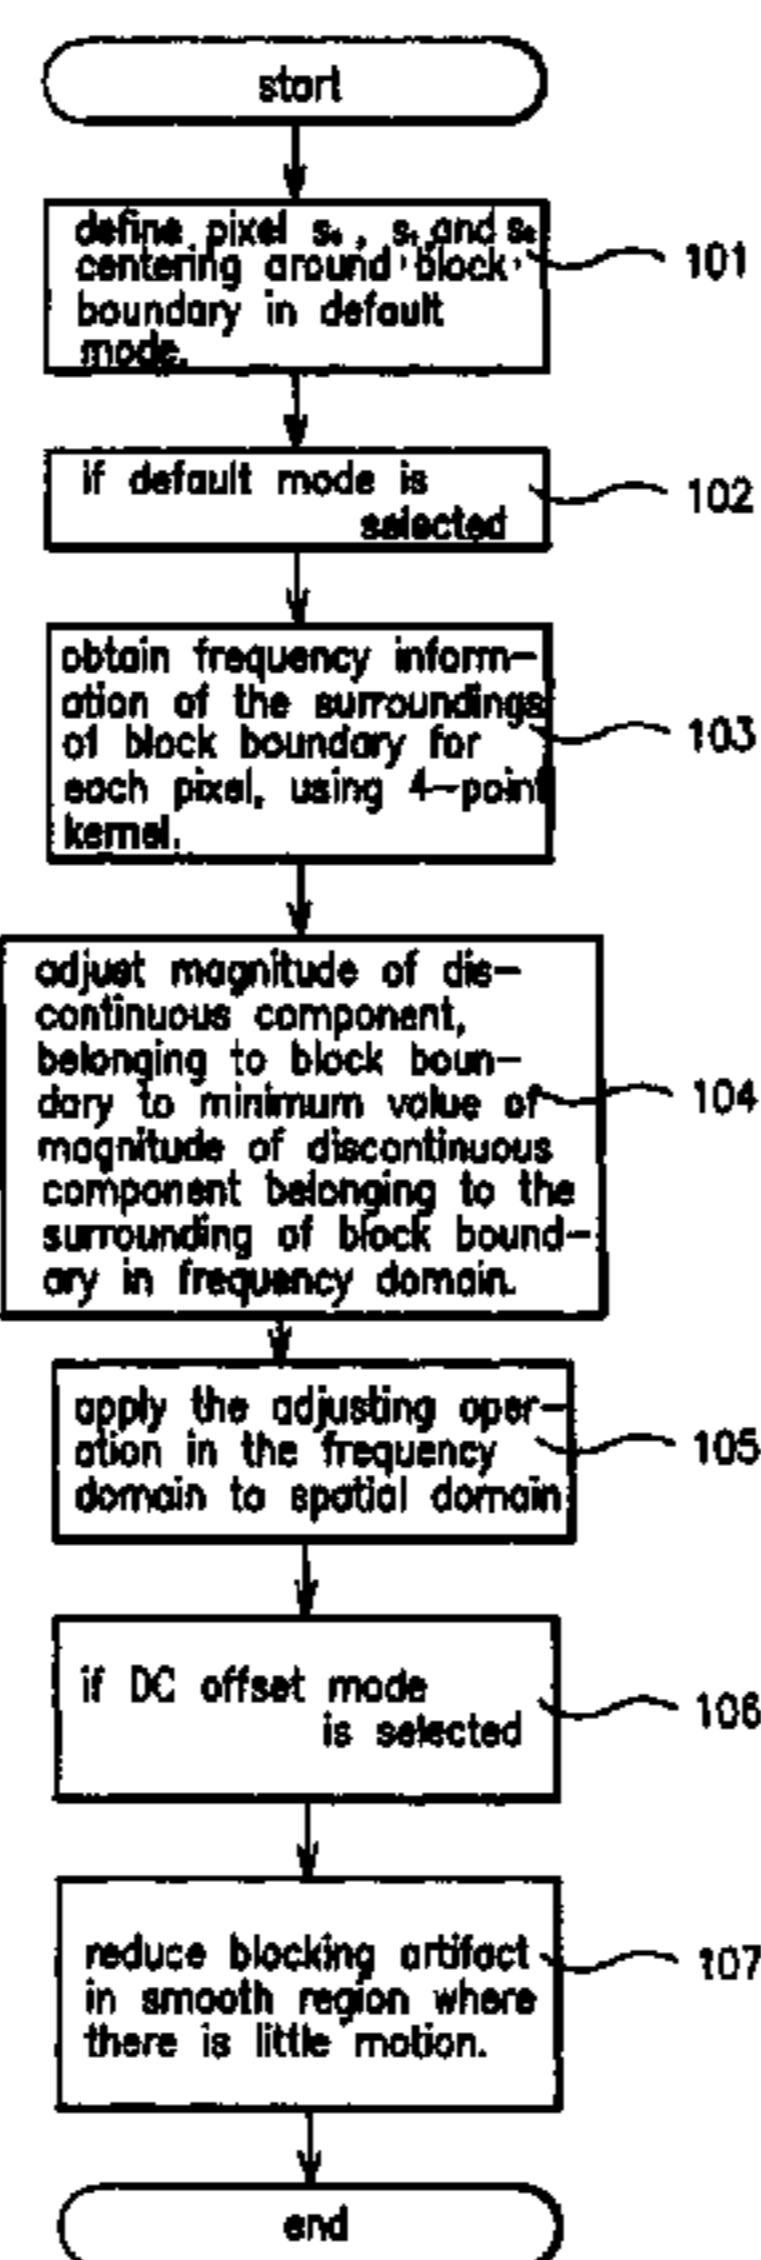 start
define pixel s₀, s₁ and s₂
centering around block
boundary in default
mode.
101
if default mode is
selected
102
obtain frequency inform-
ation of the surroundings
of block boundary for
each pixel, using 4-point
kernel.
103
adjust magnitude of dis-
continuous component,
belonging to block boun-
dary to minimum value of
magnitude of discontinuous
component belonging to the
surrounding of block bound-
ary in frequency domain.
104
apply the adjusting oper-
ation in the frequency
domain to spatial domain
105
if DC offset mode
is selected
106
reduce blocking artifact
in smooth region where
there is little motion.
107
end